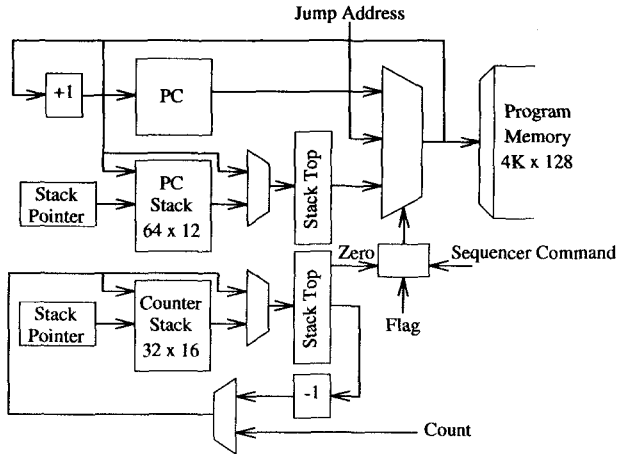 Jump Address
+1
PC
Program
Memory
4K x 128
PC
Stack
64 x 12
Stack
Pointer
Stack Top
Zero
Sequencer Command
Flag
Counter
Stack
32 x 16
Stack
Pointer
Stack Top
-1
Count